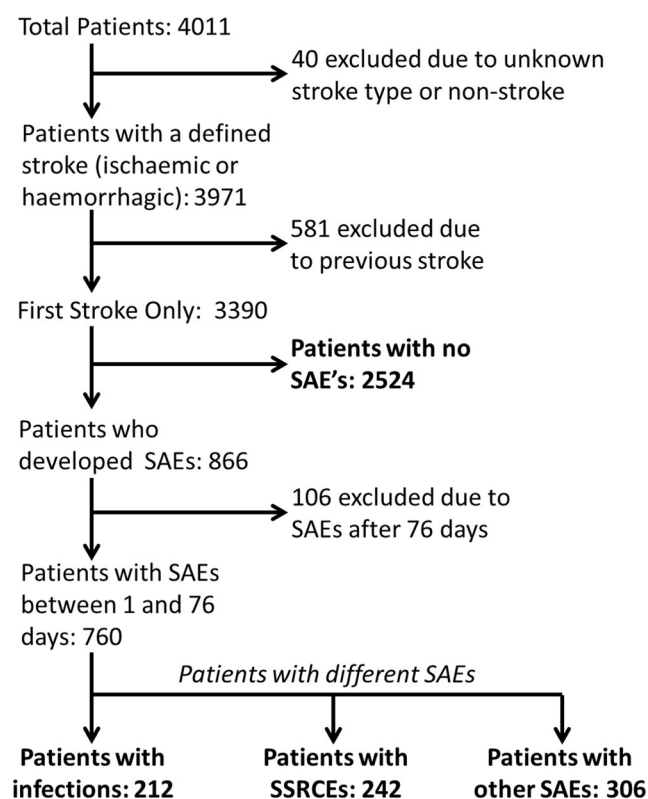 Total Patients: 4011
40 excluded due to unknown
stroke type or non-stroke
Patients with a defined
stroke (ischaemic or
haemorrhagic): 3971
581 excluded due
to previous stroke
First Stroke Only: 3390
Patients with no
SAE's: 2524
Patients who
developed SAEs: 866
106 excluded due to
SAEs after 76 days
Patients with SAEs
between 1 and 76
days: 760
Patients with different SAEs
Patients with
infections: 212
Patients with
SSRCEs: 242
Patients with
other SAEs: 306